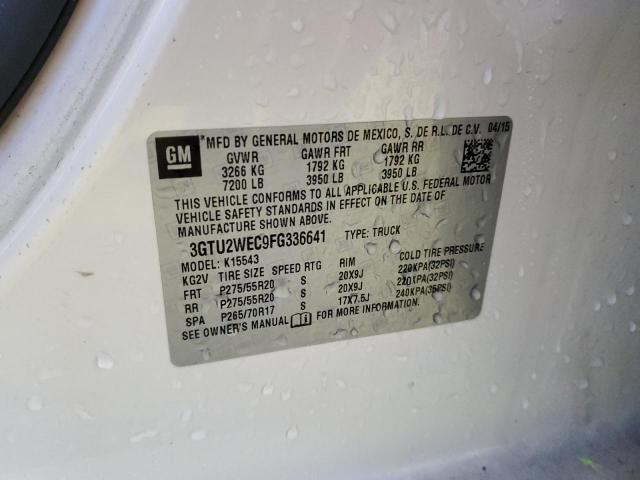 GM
*MFD BY GENERAL MOTORS DE MEXICO, S. DE R.L. DE C.V. 04/15
GVWR GAWR FRT GAWR RR
3266 KG 1792 KG 1792 KG
7200 LB 3950 LB 3950 LB
THIS VEHICLE CONFORMS TO ALL APPLICABLE U.S. FEDERAL MOTOR
VEHICLE SAFETY STANDARDS IN EFFECT ON THE DATE OF
MANUFACTURE SHOWN ABOVE.
3GTU2WEC9FG336641 TYPE: TRUCK
MODEL: K15543
KG2V TIRE SIZE SPEED RTG RIM COLD TIRE PRESSURE
FRT P275/55R20 S 20X9J 220KPA(32PSI)
RR P275/55R20 S 20X9J 220KPA(32PSI)
SPA P265/70R17 S 17X7.5J 240KPA(35PSI)
SEE OWNER'S MANUAL FOR MORE INFORMATION.